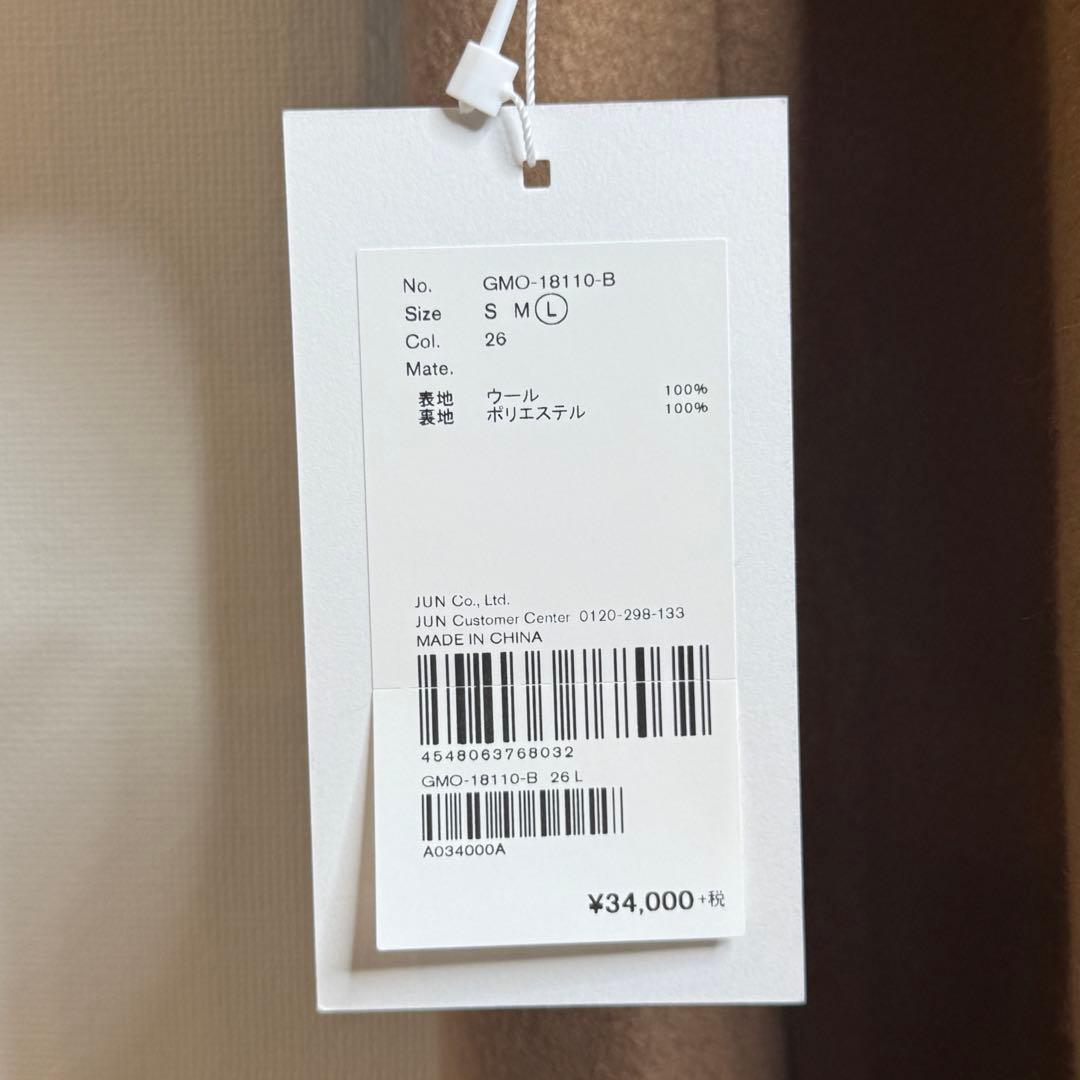 No. GMO-18110-B
Size S M L
Col. 26
Mate.
表地 ウール 100%
裏地 ポリエステル 100%
JUN Co., Ltd.
JUN Customer Center 0120-298-133
MADE IN CHINA
4548063768032
GMO-18110-B 26 L
A034000A
¥34,000+税